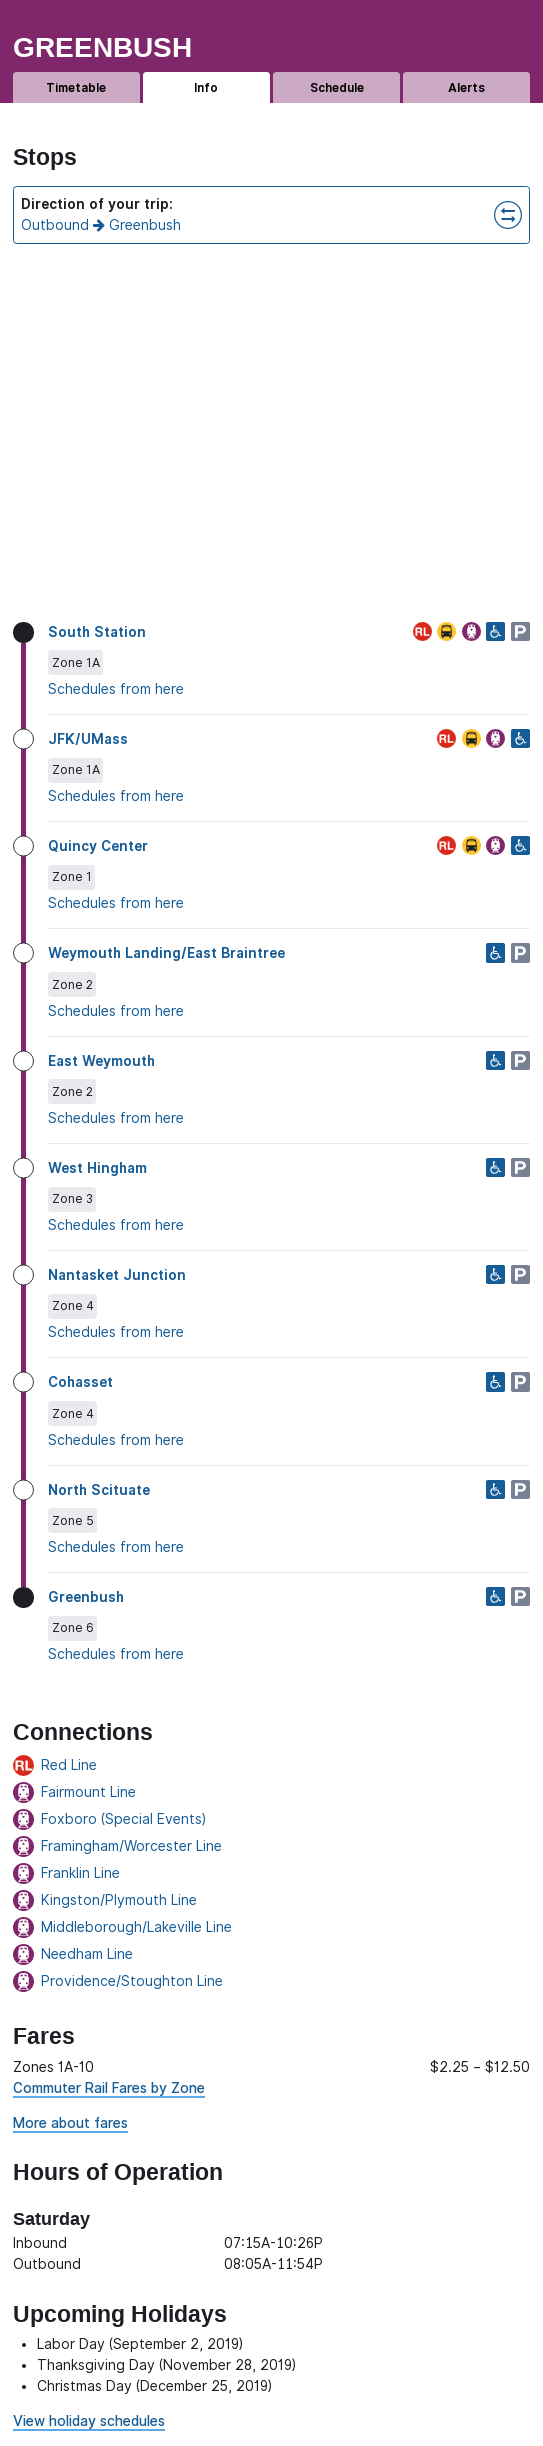 GREENBUSH
Timetable Info Schedule Alerts
Stops
Direction of your trip:
Outbound Greenbush
South Station RL P
Zone 1A
Schedules from here
JFK/UMass RL
Zone 1A
Schedules from here
Quincy Center RL
Zone 1
Schedules from here
Weymouth Landing/East Braintree P
Zone 2
Schedules from here
East Weymouth P
Zone 2
Schedules from here
West Hingham P
Zone 3
Schedules from here
Nantasket Junction P
Zone 4
Schedules from here
Cohasset P
Zone 4
Schedules from here
North Scituate P
Zone 5
Schedules from here
Greenbush P
Zone 6
Schedules from here
Connections
RL Red Line
Fairmount Line
Foxboro (Special Events)
Framingham/Worcester Line
Franklin Line
Kingston/Plymouth Line
Middleborough/Lakeville Line
Needham Line
Providence/Stoughton Line
Fares
Zones 1A-10 $2.25 – $12.50
Commuter Rail Fares by Zone
More about fares
Hours of Operation
Saturday
Inbound 07:15A-10:26P
Outbound 08:05A-11:54P
Upcoming Holidays
• Labor Day (September 2, 2019)
• Thanksgiving Day (November 28, 2019)
• Christmas Day (December 25, 2019)
View holiday schedules